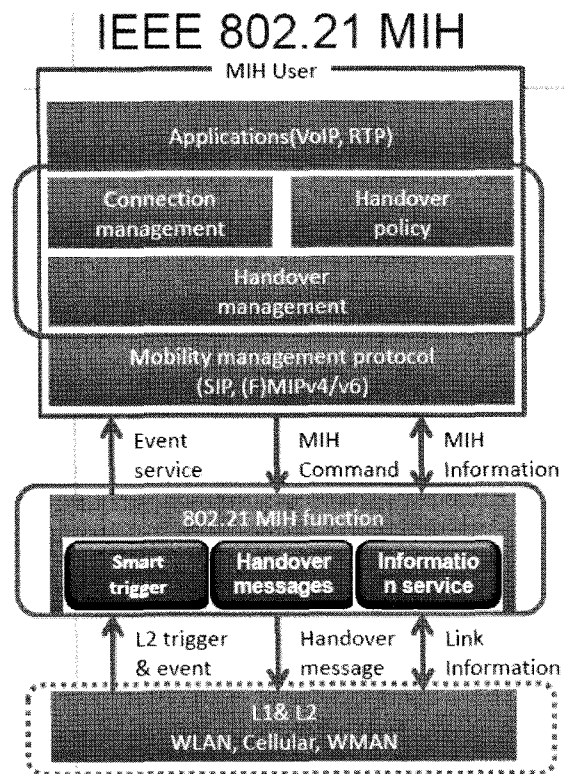 IEEE 802.21 MIH
MIH User
Applications(VoIP, RTP)
Connection
management
Handover
policy
Handover
management
Mobility management protocol
(SIP, (F)MIPv4/v6)
Event
service
MIH
Command
MIH
Information
802.21 MIH function
Smart
trigger
Handover
messages
Informatio
n service
L2 trigger
& event
Handover
message
Link
Information
L1& L2
WLAN, Cellular, WMAN